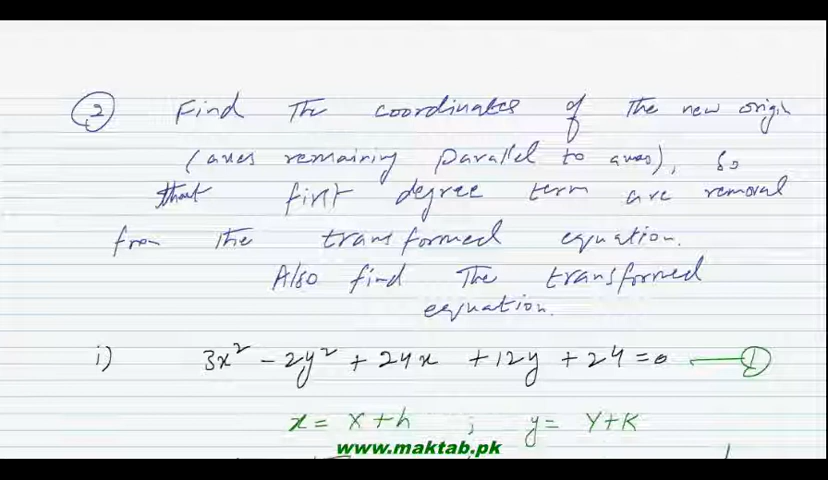 2 Find The coordinates of The new origin
(axes remaining parallel to axes), so
that first degree term are removal
from The transformed equation.
Also find The transformed
equation.
i) 3x² - 2y² + 24x + 12y + 24 = 0 1
x = X+h ; y = Y+K
www.maktab.pk